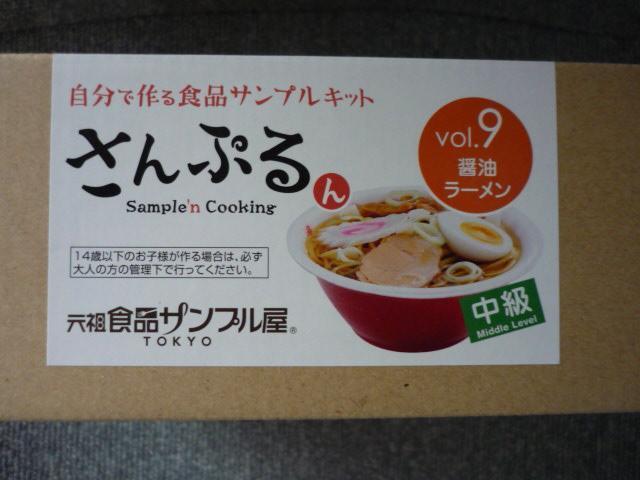 自分で作る食品サンプルキット
さんぷるん
Sample'n Cooking
vol.9
醤油
ラーメン
14歳以下のお子様が作る場合は、必ず
大人の方の管理下で行ってください。
元祖食品サンプル屋®
TOKYO
中級
Middle Level